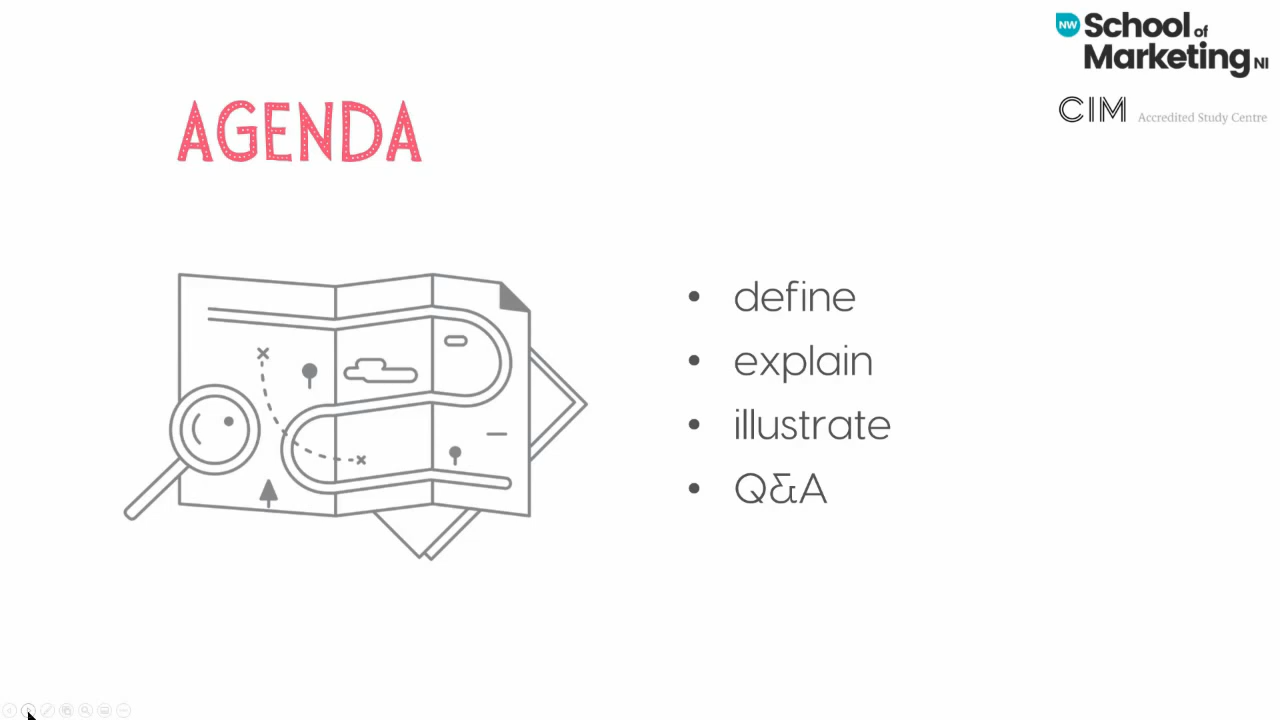 NW School of
Marketing NI
CIM Accredited Study Centre
AGENDA
• define
• explain
• illustrate
• Q&A